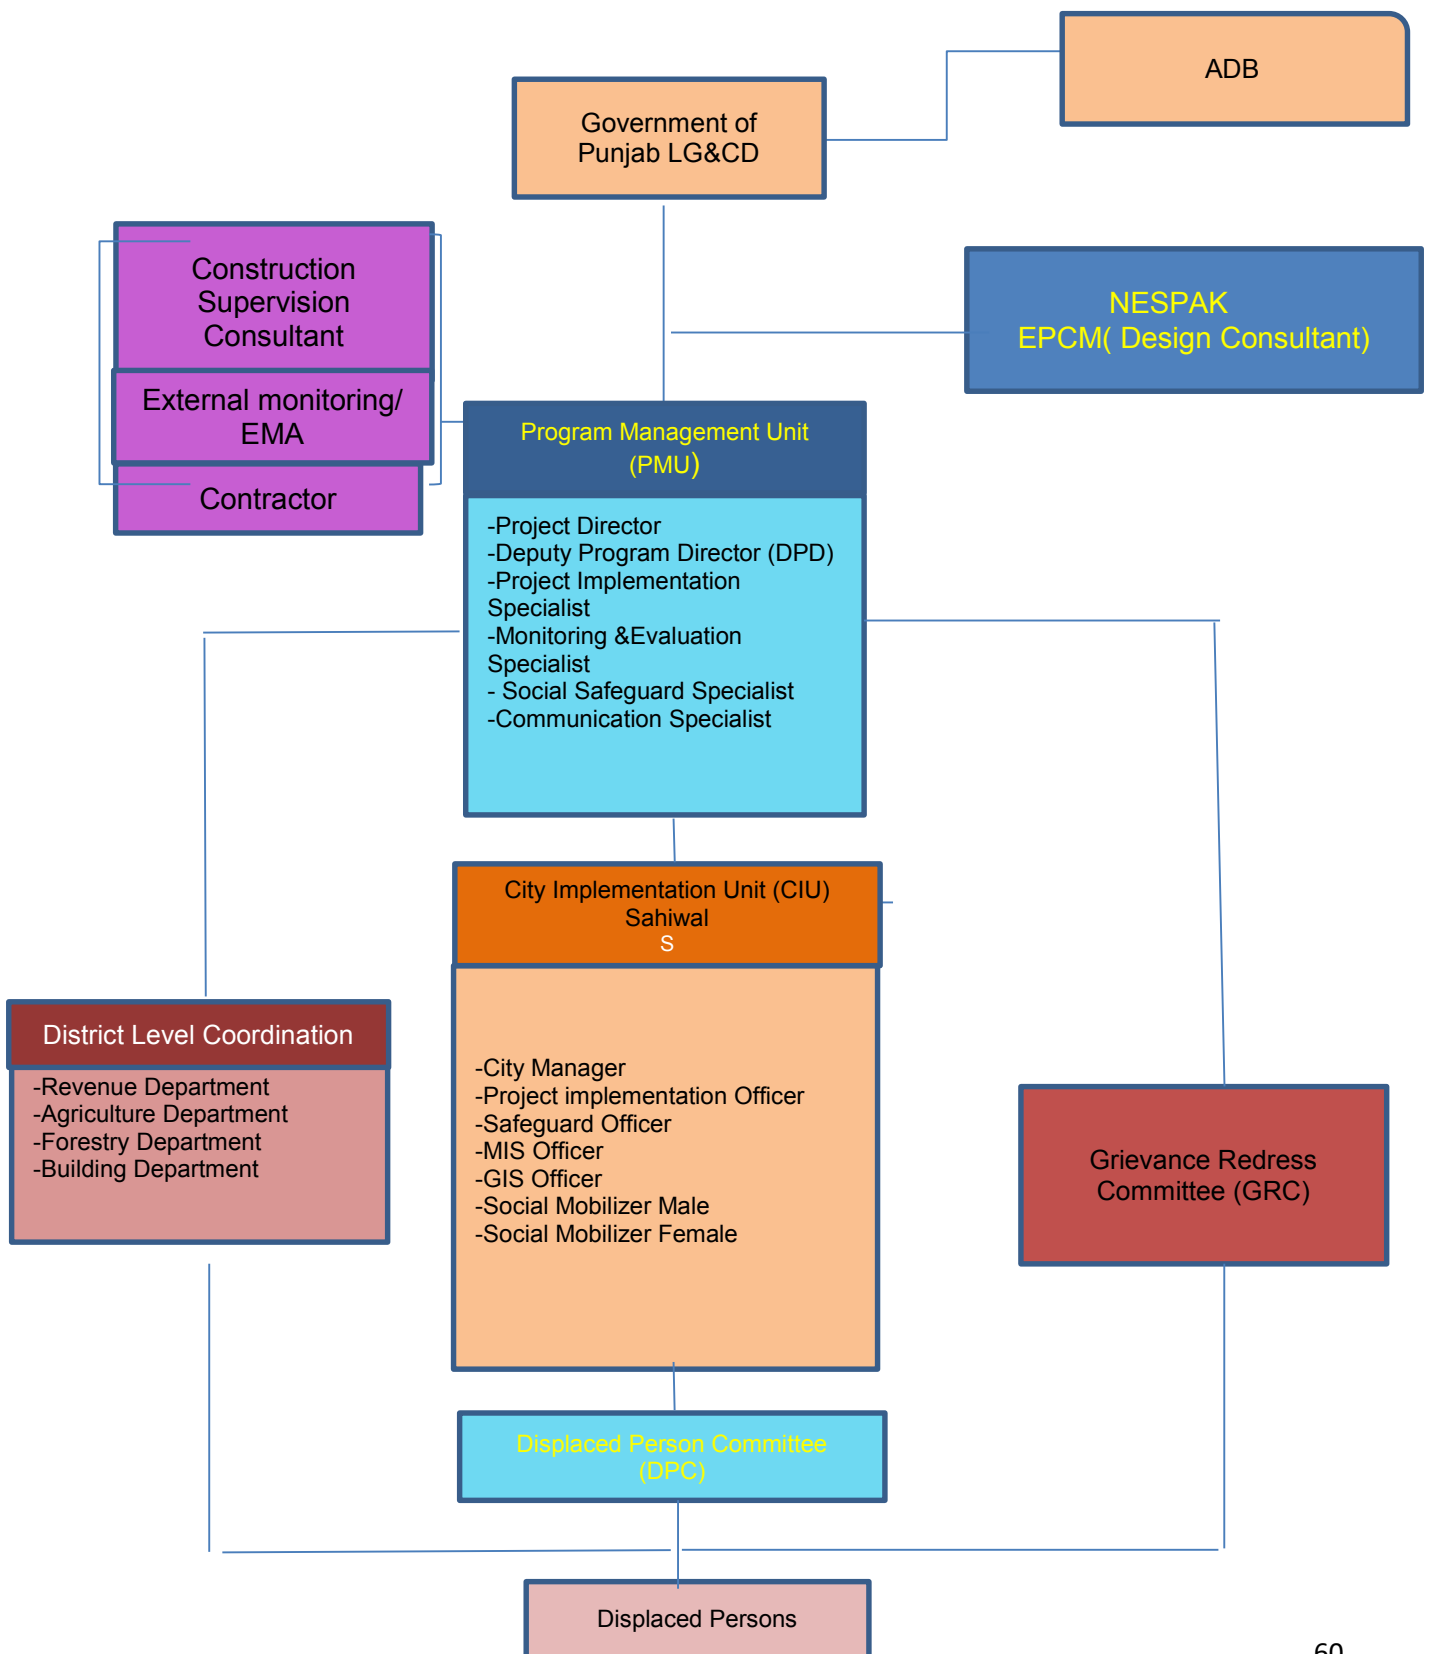 ADB
Government of
Punjab LG&CD
Construction
Supervision
Consultant
NESPAK
EPCM( Design Consultant)
External monitoring/
EMA
Contractor
Program Management Unit
(PMU)
-Project Director
-Deputy Program Director (DPD)
-Project Implementation
Specialist
-Monitoring &Evaluation
Specialist
- Social Safeguard Specialist
-Communication Specialist
City Implementation Unit (CIU)
Sahiwal
S
District Level Coordination
-Revenue Department
-Agriculture Department
-Forestry Department
-Building Department
-City Manager
-Project implementation Officer
-Safeguard Officer
-MIS Officer
-GIS Officer
-Social Mobilizer Male
-Social Mobilizer Female
Grievance Redress
Committee (GRC)
Displaced Person Committee
(DPC)
Displaced Persons
60